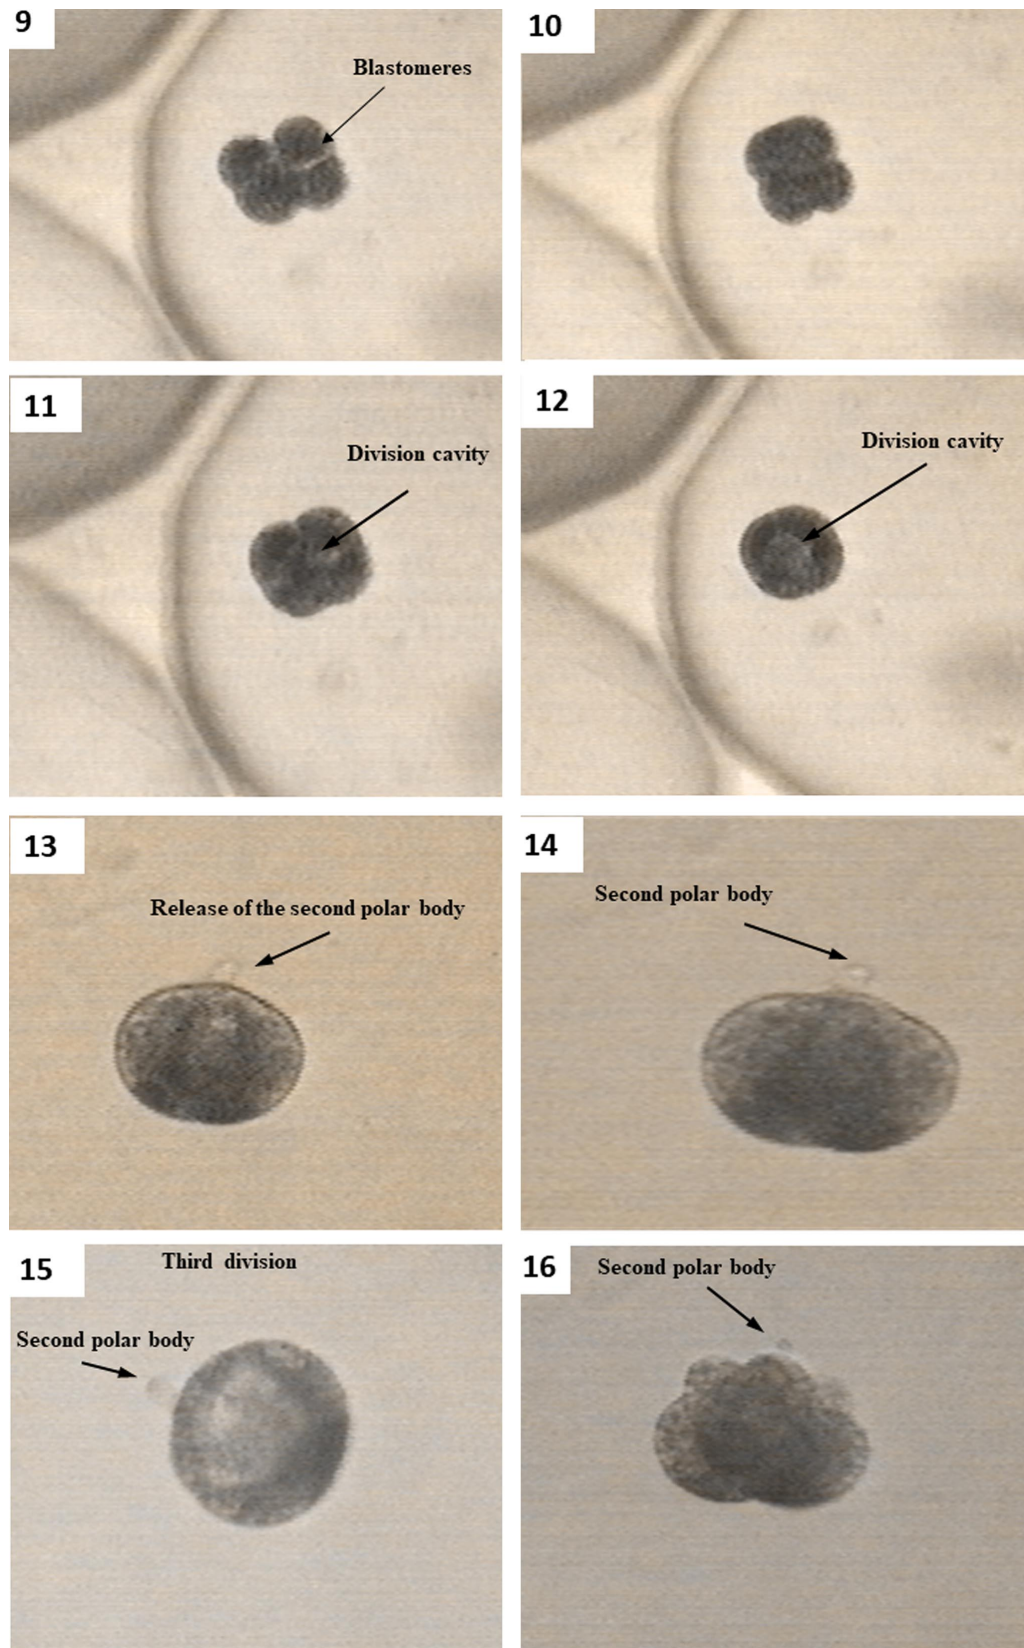 9
Blastomeres
10
11
Division cavity
12
Division cavity
13
Release of the second polar body
14
Second polar body
15
Third division
Second polar body
16
Second polar body